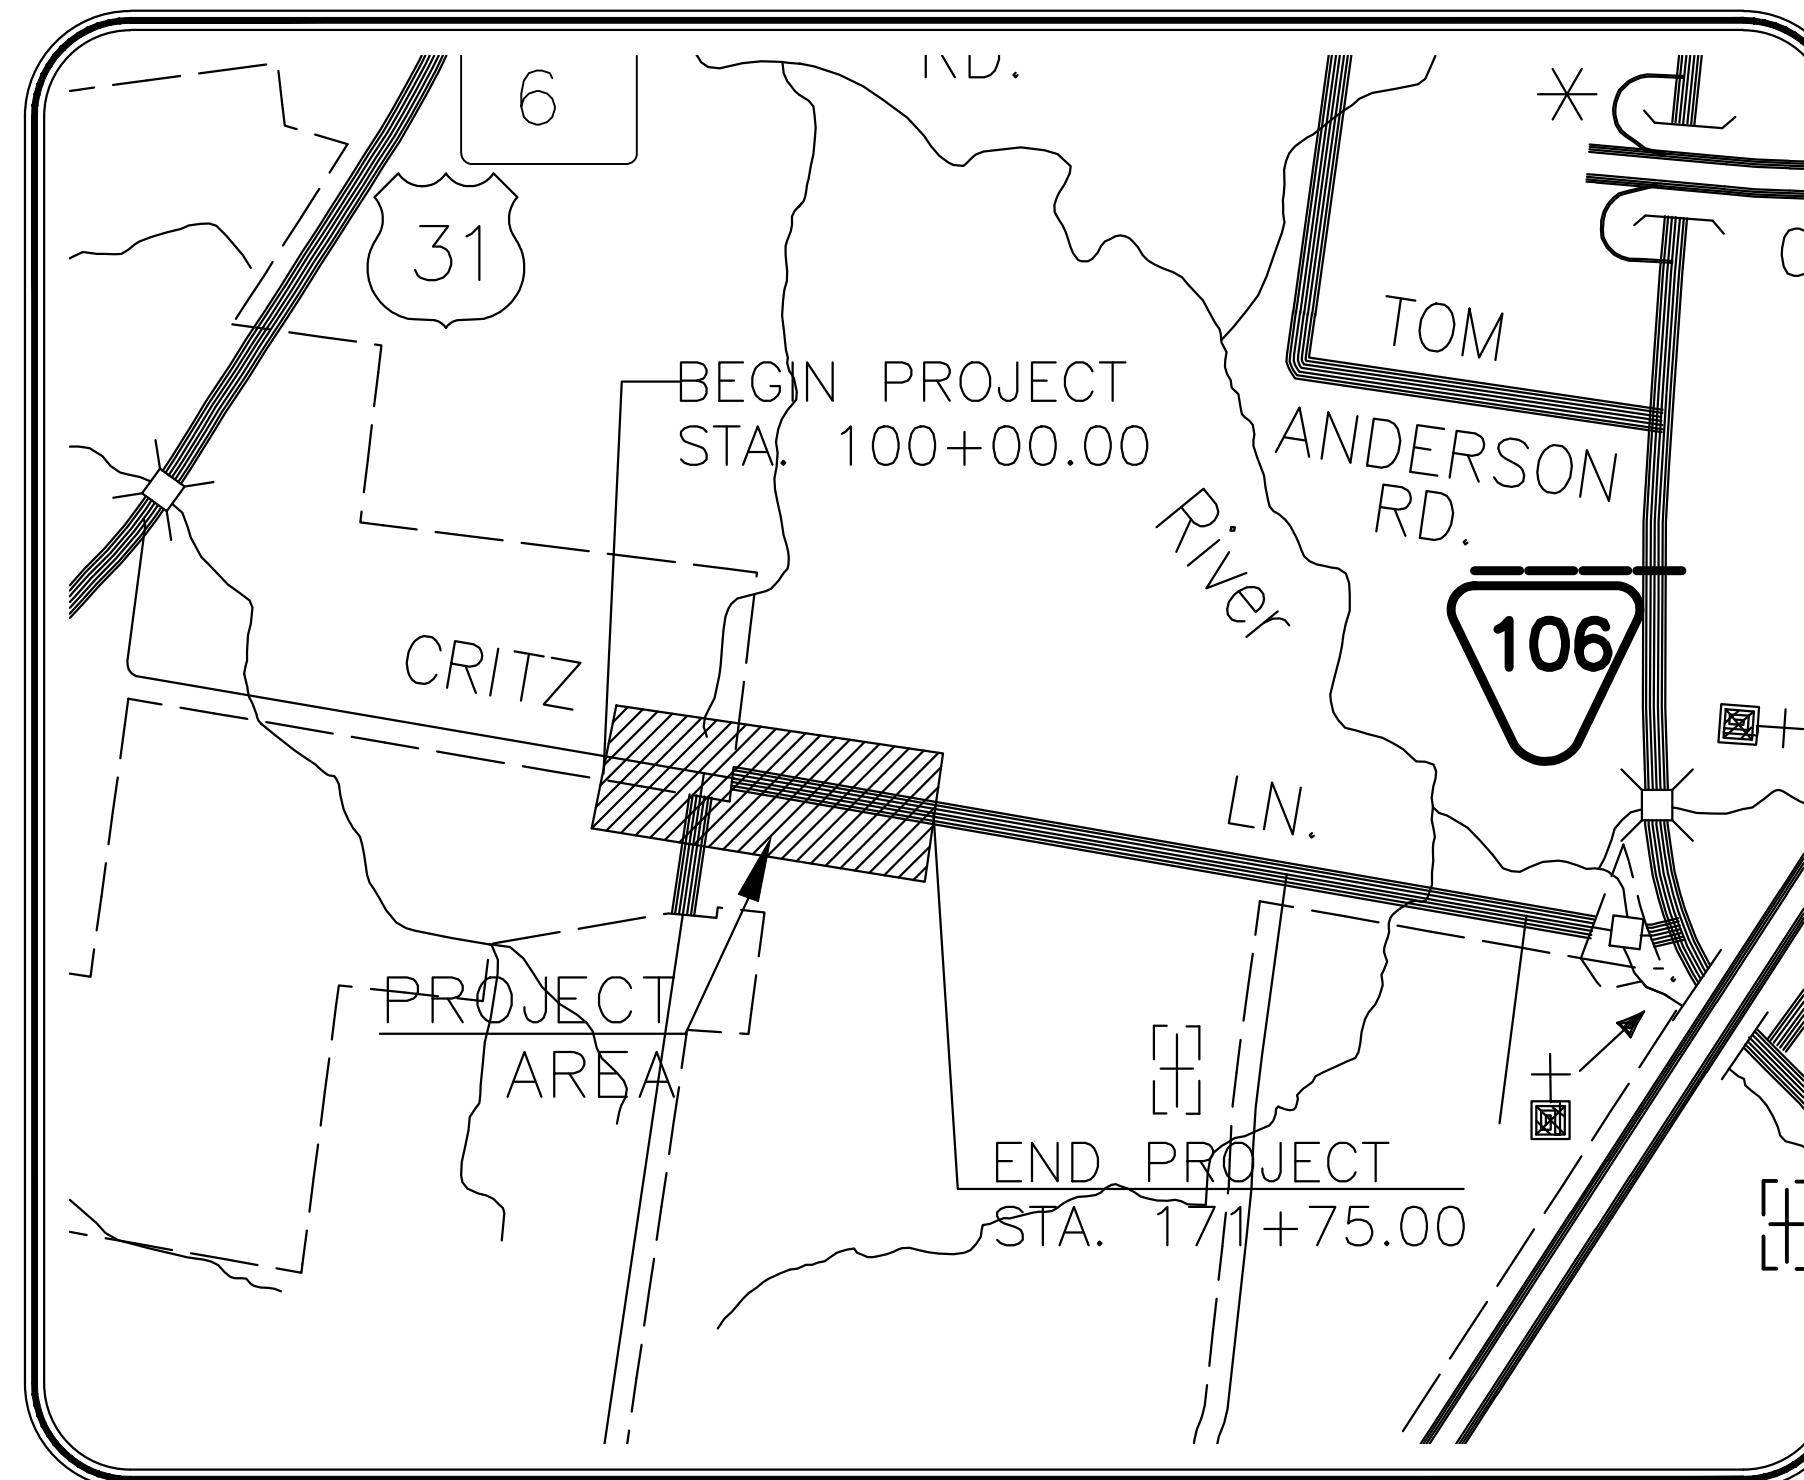 RD.
6
31
TOM
BEGIN PROJECT
STA. 100+00.00
ANDERSON
RD.
River
106
CRITZ
LN.
PROJECT
AREA
END PROJECT
STA. 171+75.00